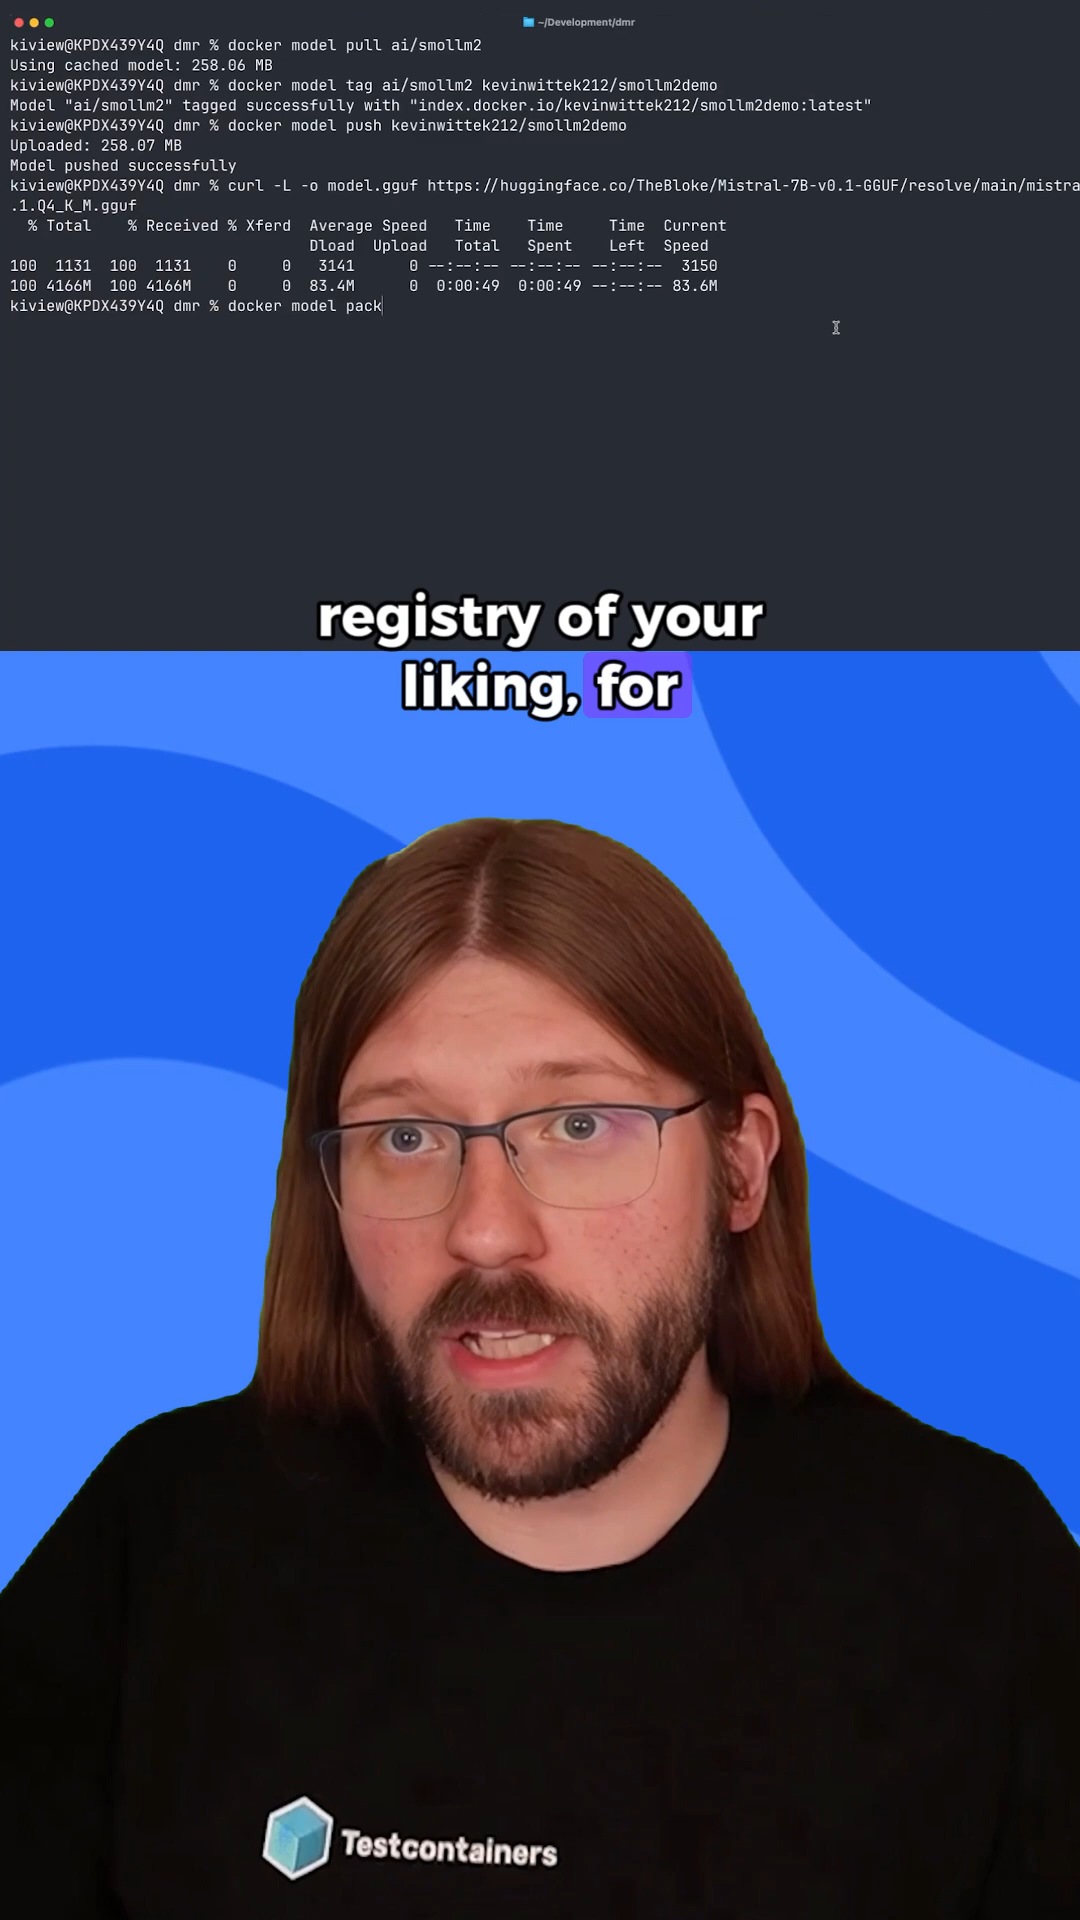 ~/Development/dmr
kiview@KPDX439Y4Q dmr % docker model pull ai/smollm2
Using cached model: 258.06 MB
kiview@KPDX439Y4Q dmr % docker model tag ai/smollm2 kevinwittek212/smollm2demo
Model "ai/smollm2" tagged successfully with "index.docker.io/kevinwittek212/smollm2demo:latest"
kiview@KPDX439Y4Q dmr % docker model push kevinwittek212/smollm2demo
Uploaded: 258.07 MB
Model pushed successfully
kiview@KPDX439Y4Q dmr % curl -L -o model.gguf https://huggingface.co/TheBloke/Mistral-7B-v0.1-GGUF/resolve/main/mistra
.1.Q4_K_M.gguf
% Total % Received % Xferd Average Speed Time Time Time Current
Dload Upload Total Spent Left Speed
100 1131 100 1131 0 0 3141 0 --:--:-- --:--:-- --:--:-- 3150
100 4166M 100 4166M 0 0 83.4M 0 0:00:49 0:00:49 --:--:-- 83.6M
kiview@KPDX439Y4Q dmr % docker model pack
registry of your
liking, for
Testcontainers